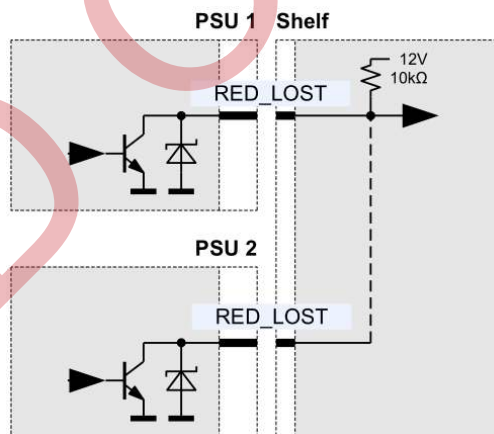 PSU 1 Shelf
12V
10kΩ
RED_LOST
PSU 2
RED_LOST